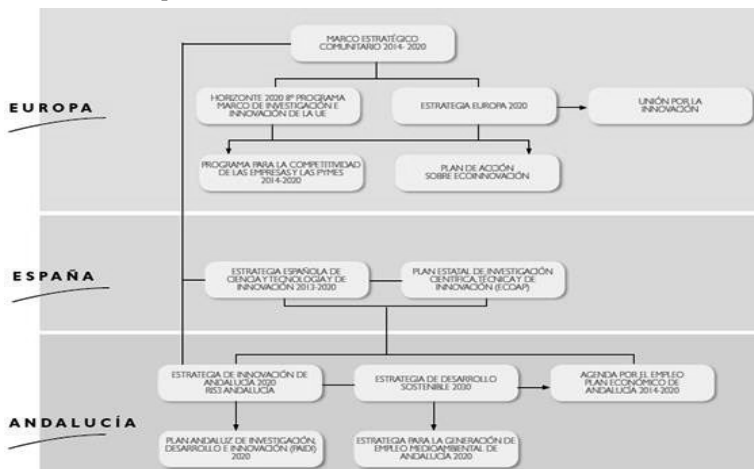 MARCO ESTRATÉGICO
COMUNITARIO 2014- 2020
EUROPA
HORIZONTE 2020 8º PROGRAMA
MARCO DE INVESTIGACIÓN E
INNOVACIÓN DE LA UE
ESTRATEGIA EUROPA 2020
UNIÓN POR LA
INNOVACIÓN
PROGRAMA PARA LA COMPETITIVIDAD
DE LAS EMPRESAS Y LAS PYMES
2014-2020
PLAN DE ACCIÓN
SOBRE ECOINNOVACIÓN
ESPAÑA
ESTRATEGIA ESPAÑOLA DE
CIENCIA Y TECNOLOGÍA Y DE
INNOVACIÓN 2013-2020
PLAN ESTATAL DE INVESTIGACIÓN
CIENTÍFICA, TÉCNICA Y DE
INNOVACIÓN (ECOAP)
ESTRATEGIA DE INNOVACIÓN DE
ANDALUCÍA 2020
RIS3 ANDALUCÍA
ESTRATEGIA DE DESARROLLO
SOSTENIBLE 2030
AGENDA POR EL EMPLEO
PLAN ECONÓMICO DE
ANDALUCÍA 2014-2020
ANDALUCÍA
PLAN ANDALUZ DE INVESTIGACIÓN,
DESARROLLO E INNOVACIÓN (PAIDI)
2020
ESTRATEGIA PARA LA GENERACIÓN DE
EMPLEO MEDIOAMBIENTAL DE
ANDALUCÍA 2020